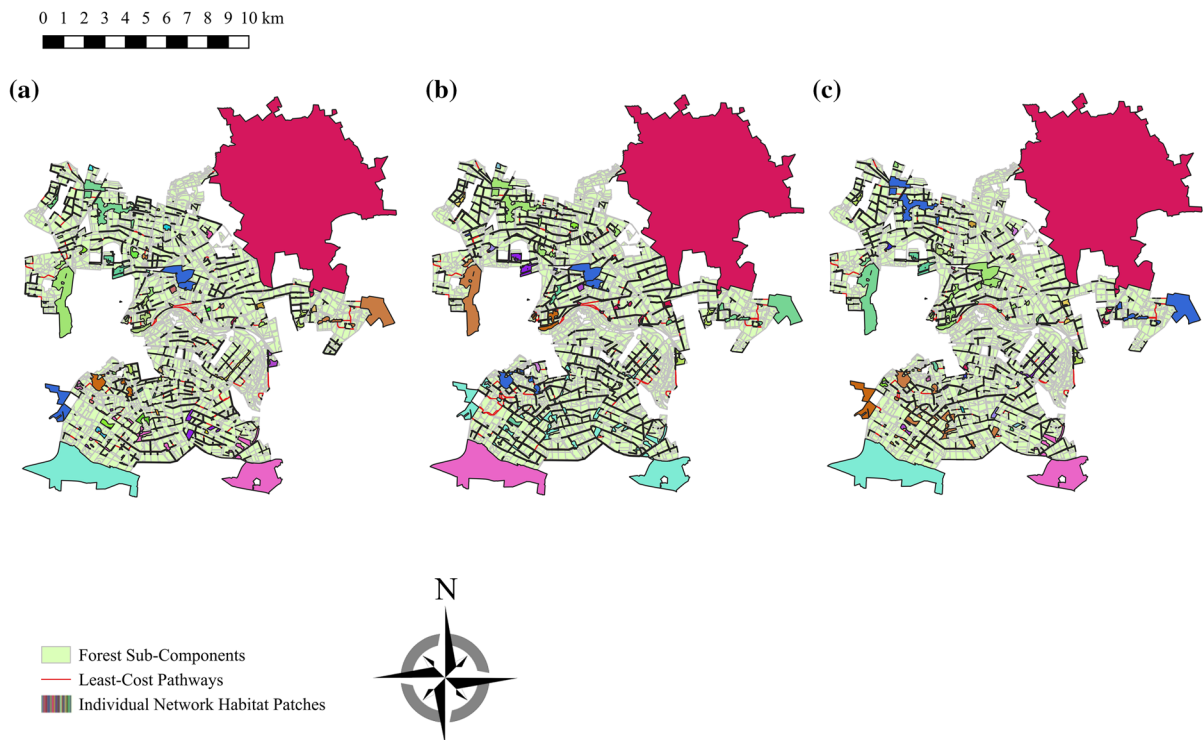 0 1 2 3 4 5 6 7 8 9 10 km
(a)
(b)
(c)
N
Forest Sub-Components
Least-Cost Pathways
Individual Network Habitat Patches